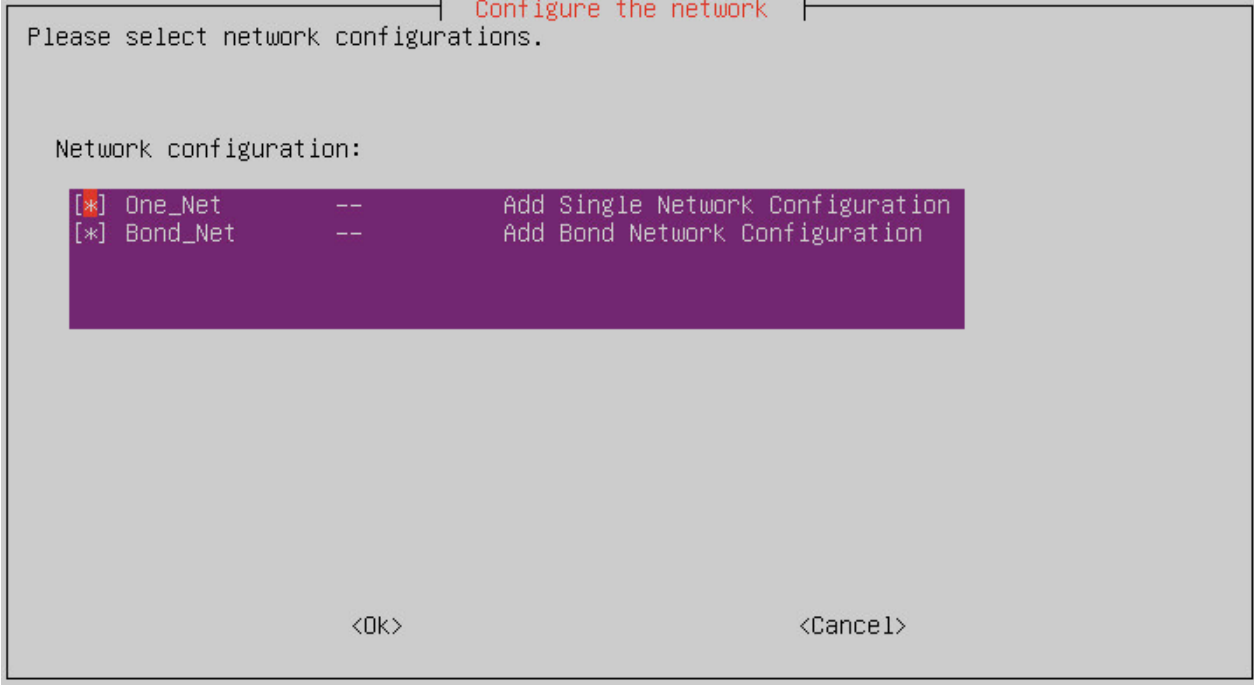 Configure the network
Please select network configurations.
Network configuration:
[*] One_Net -- Add Single Network Configuration
[*] Bond_Net -- Add Bond Network Configuration
<Ok> <Cancel>